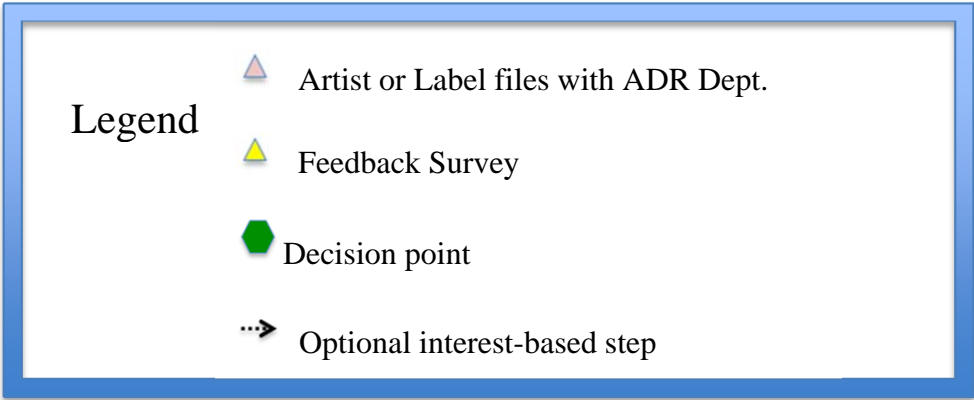 Artist or Label files with ADR Dept.
Legend
Feedback Survey
Decision point
Optional interest-based step